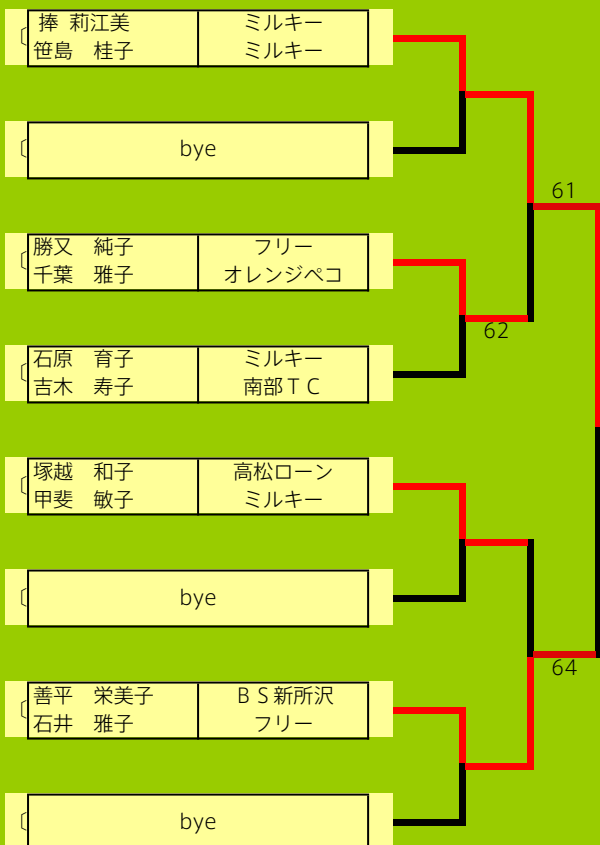 捧 莉江美 ミルキー
笹島 桂子 ミルキー
bye
61
勝又 純子 フリー
千葉 雅子 オレンジペコ
62
石原 育子 ミルキー
吉木 寿子 南部ＴＣ
塚越 和子 高松ローン
甲斐 敏子 ミルキー
bye
64
善平 栄美子 ＢＳ新所沢
石井 雅子 フリー
bye